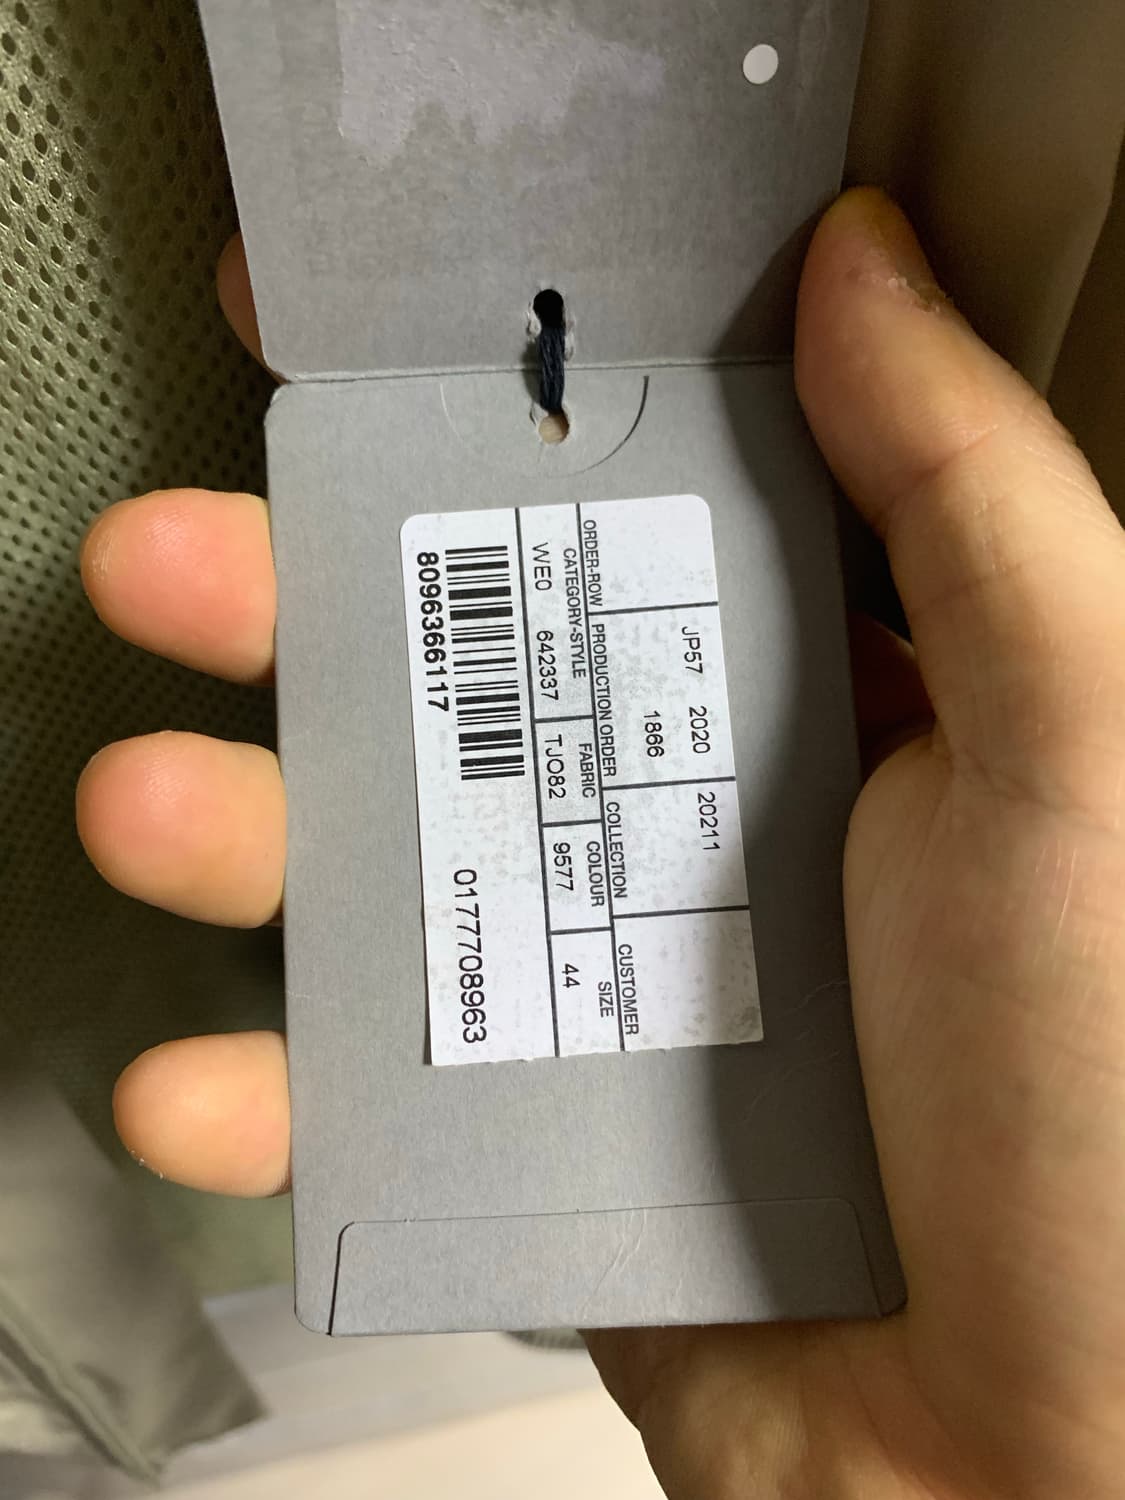 JP57 2020 20211
1866
ORDER-ROW PRODUCTION ORDER COLLECTION CUSTOMER
CATEGORY-STYLE FABRIC COLOUR SIZE
WE0 642337 TJO82 9577 44
8096366117 0177708963